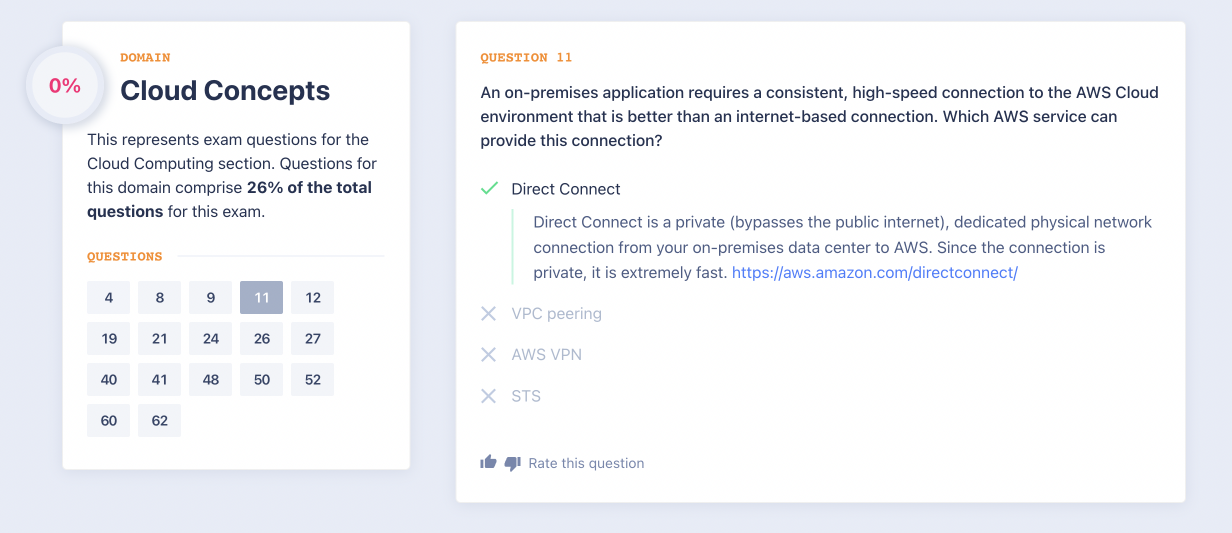 0%
DOMAIN
Cloud Concepts
This represents exam questions for the
Cloud Computing section. Questions for
this domain comprise 26% of the total
questions for this exam.
QUESTIONS
4 8 9 11 12
19 21 24 26 27
40 41 48 50 52
60 62
QUESTION 11
An on-premises application requires a consistent, high-speed connection to the AWS Cloud
environment that is better than an internet-based connection. Which AWS service can
provide this connection?
Direct Connect
Direct Connect is a private (bypasses the public internet), dedicated physical network
connection from your on-premises data center to AWS. Since the connection is
private, it is extremely fast. https://aws.amazon.com/directconnect/
VPC peering
AWS VPN
STS
Rate this question